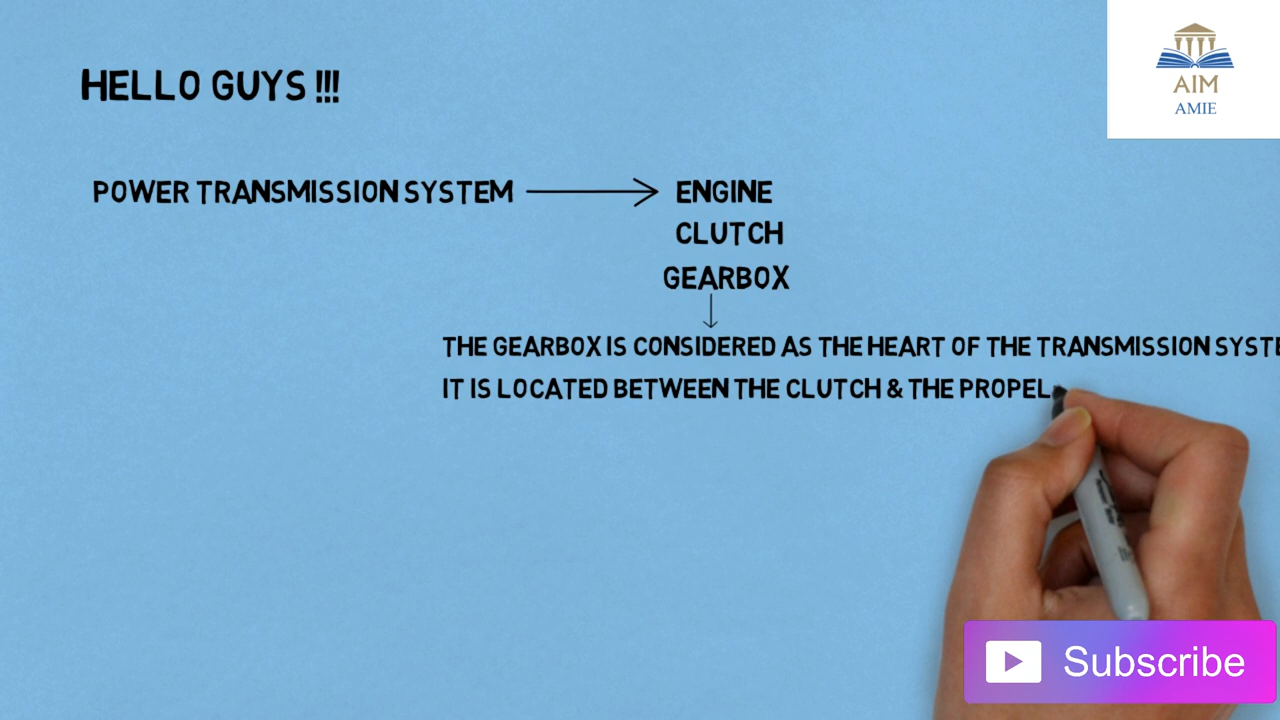 HELLO GUYS !!!
AIM
AMIE
POWER TRANSMISSION SYSTEM
ENGINE
CLUTCH
GEARBOX
THE GEARBOX IS CONSIDERED AS THE HEART OF THE TRANSMISSION SYSTE
IT IS LOCATED BETWEEN THE CLUTCH & THE PROPEL
Subscribe